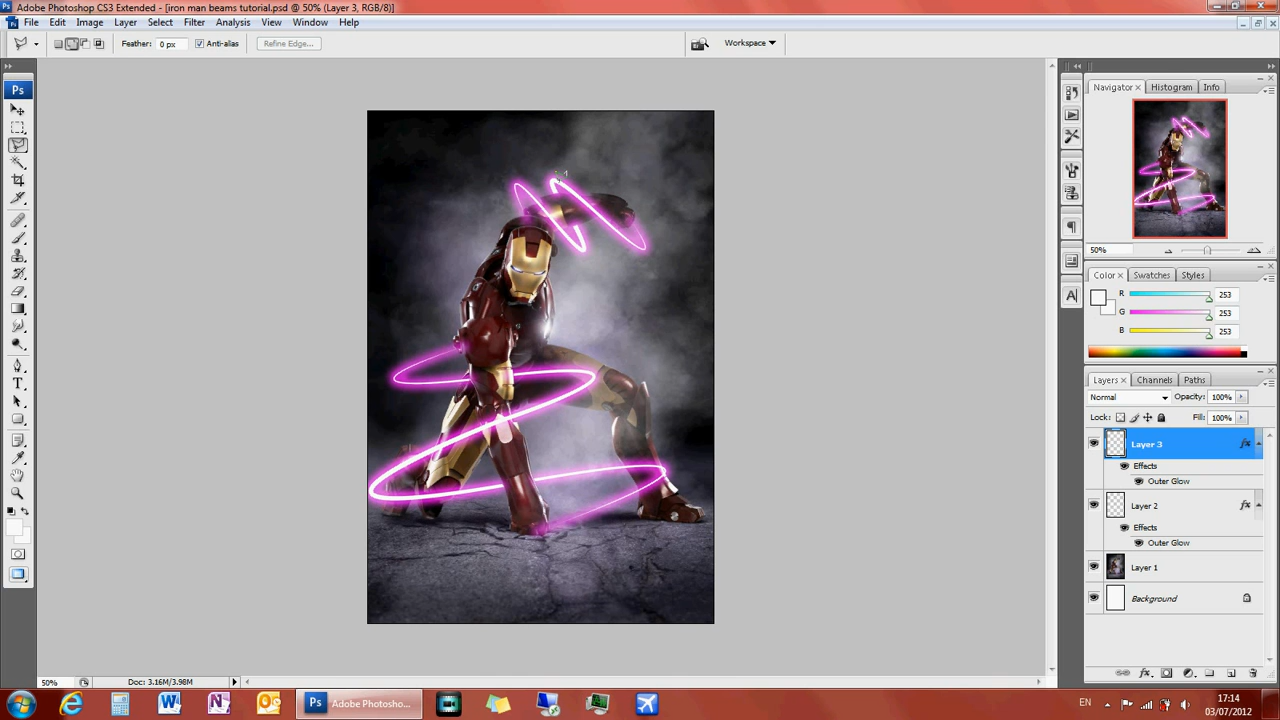 Adobe Photoshop CS3 Extended - [iron man beams tutorial.psd @ 50% (Layer 3, RGB/8)]
File Edit Image Layer Select Filter Analysis View Window Help
Feather: 0 px Anti-alias Refine Edge... Workspace
Ps
Navigator Histogram Info
50%
Color Swatches Styles
R 253
G 253
B 253
Layers Channels Paths
Normal Opacity: 100%
Lock: Fill: 100%
Layer 3 fx
Effects
Outer Glow
Layer 2 fx
Effects
Outer Glow
Layer 1
Background
50% Doc: 3.16M/3.98M
Ps Adobe Photosho...
EN 17:14
03/07/2012